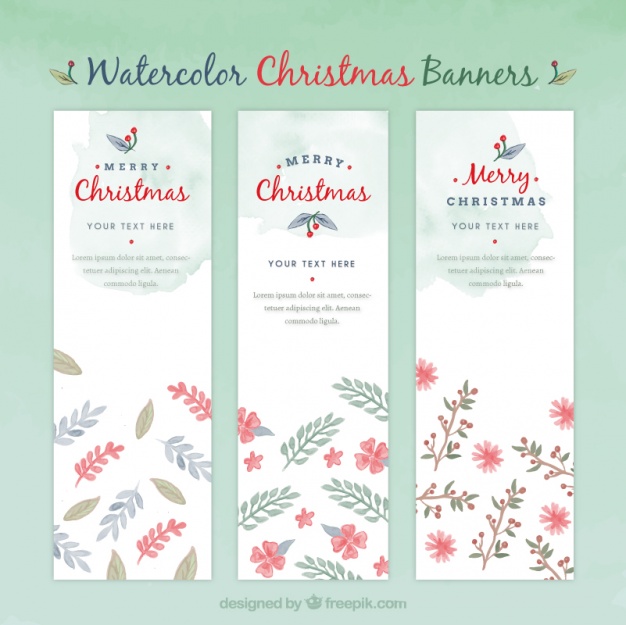 Watercolor Christmas Banners
MERRY
Christmas
YOUR TEXT HERE
Lorem ipsum dolor sit amet, consec-
tetuer adipiscing elit. Aenean
commodo ligula.
MERRY
Christmas
YOUR TEXT HERE
Lorem ipsum dolor sit amet, consec-
tetuer adipiscing elit. Aenean
commodo ligula.
Merry
CHRISTMAS
YOUR TEXT HERE
Lorem ipsum dolor sit amet, consec-
tetuer adipiscing elit. Aenean
commodo ligula.
designed by freepik.com